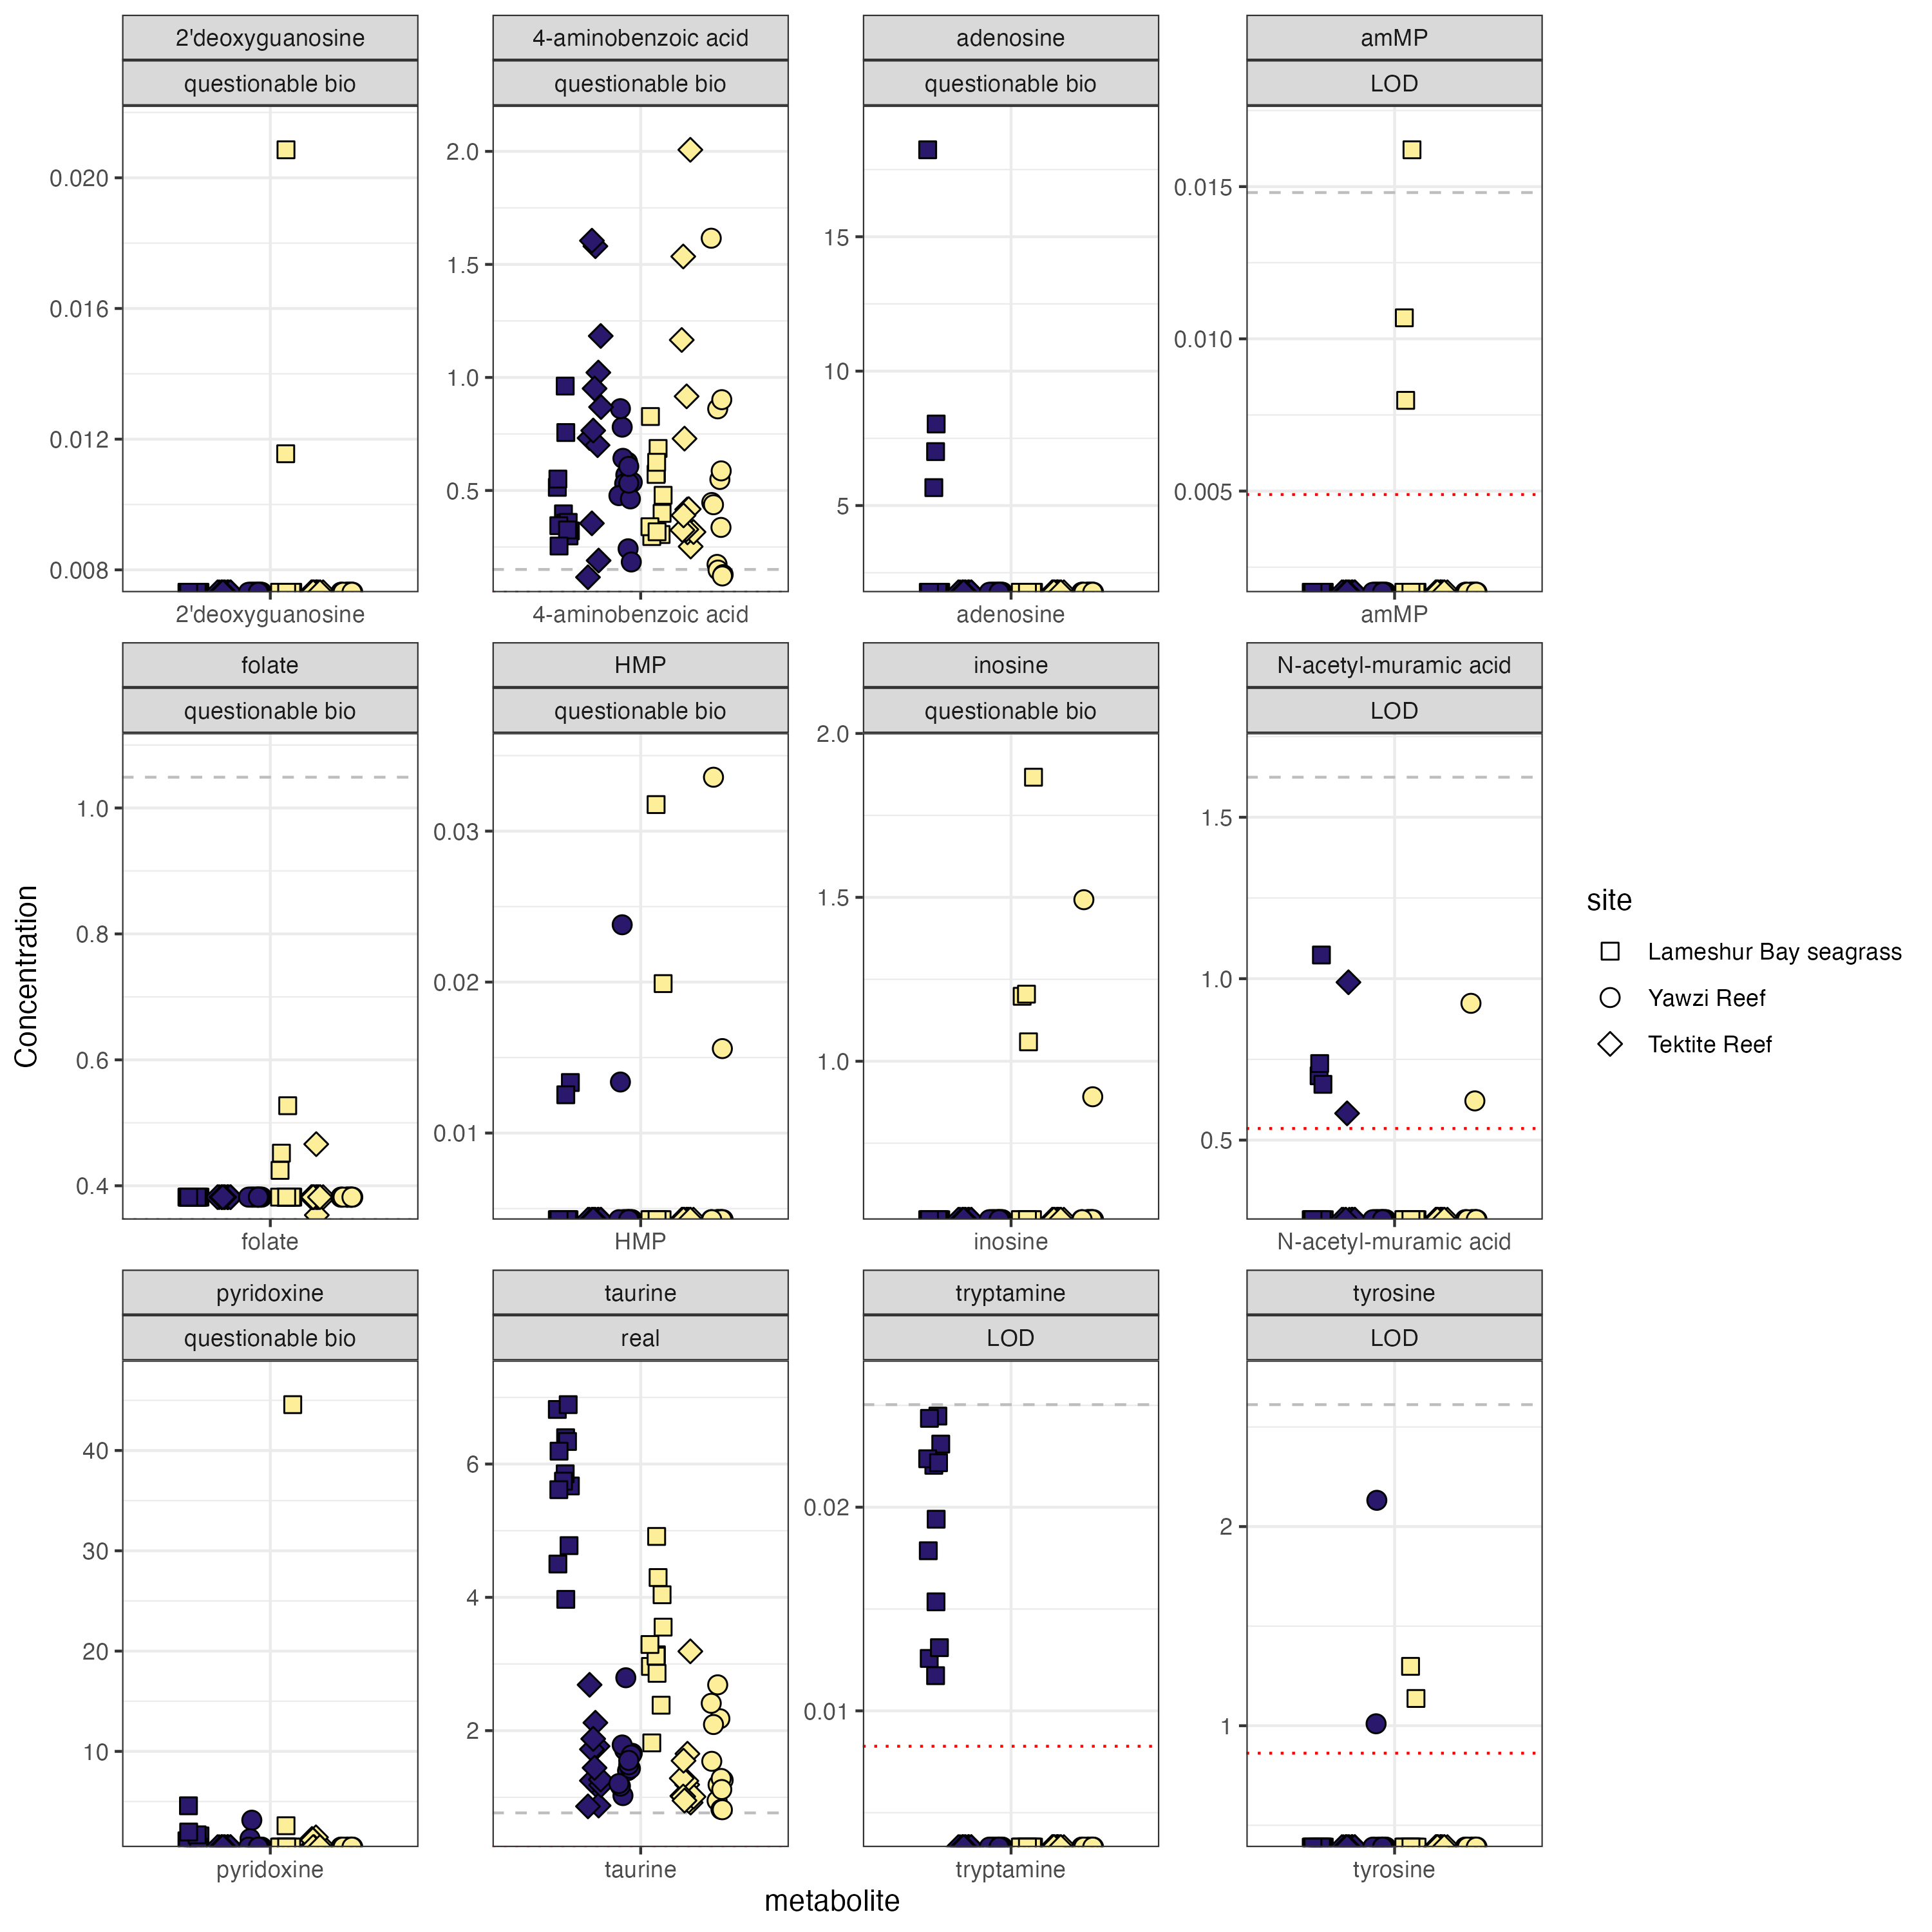 2'deoxyguanosine
4-aminobenzoic acid
adenosine
amMP
questionable bio
questionable bio
questionable bio
LOD
0.020
0.016
0.012
0.008
2.0
1.5
1.0
0.5
15
10
5
0.015
0.010
0.005
2'deoxyguanosine
4-aminobenzoic acid
adenosine
amMP
folate
HMP
inosine
N-acetyl-muramic acid
questionable bio
questionable bio
questionable bio
LOD
1.0
0.8
0.6
0.4
0.03
0.02
0.01
2.0
1.5
1.0
1.5
1.0
0.5
folate
HMP
inosine
N-acetyl-muramic acid
pyridoxine
taurine
tryptamine
tyrosine
questionable bio
real
LOD
LOD
40
30
20
10
6
4
2
0.02
0.01
2
1
pyridoxine
taurine
tryptamine
tyrosine
metabolite
Concentration
site
Lameshur Bay seagrass
Yawzi Reef
Tektite Reef